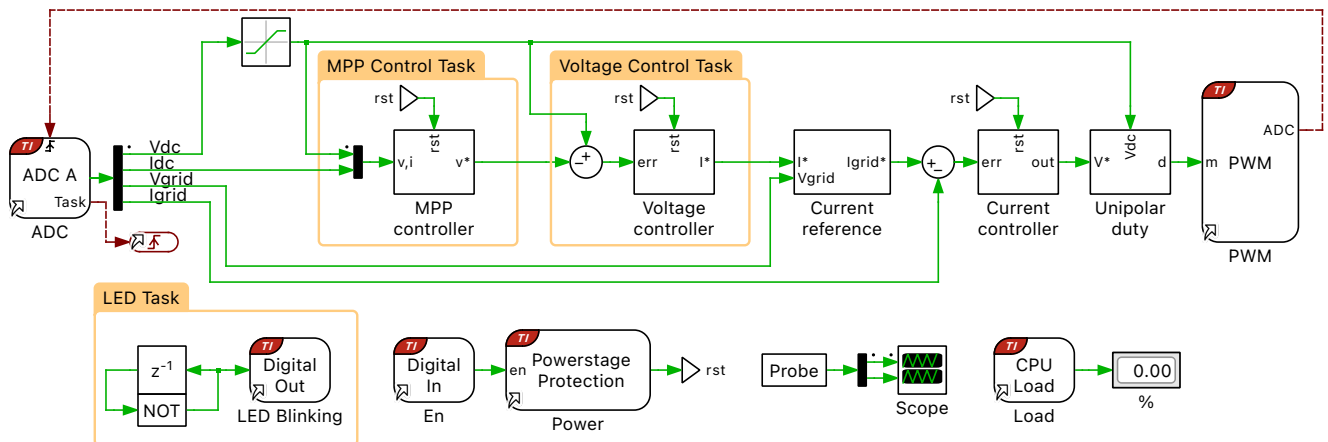 MPP Control Task
Voltage Control Task
rst
rst
rst
TI
TI
ADC A
Task
ADC
Vdc
Idc
Vgrid
Igrid
v,i
rst
v*
MPP
controller
err
rst
I*
Voltage
controller
I*
Vgrid
Igrid*
Current
reference
err
rst
out
Current
controller
V*
Vdc
d
Unipolar
duty
m
PWM
ADC
PWM
LED Task
z-1
NOT
TI
Digital
Out
LED Blinking
TI
Digital
In
En
TI
en
Powerstage
Protection
Power
rst
Probe
Scope
TI
CPU
Load
Load
0.00
%